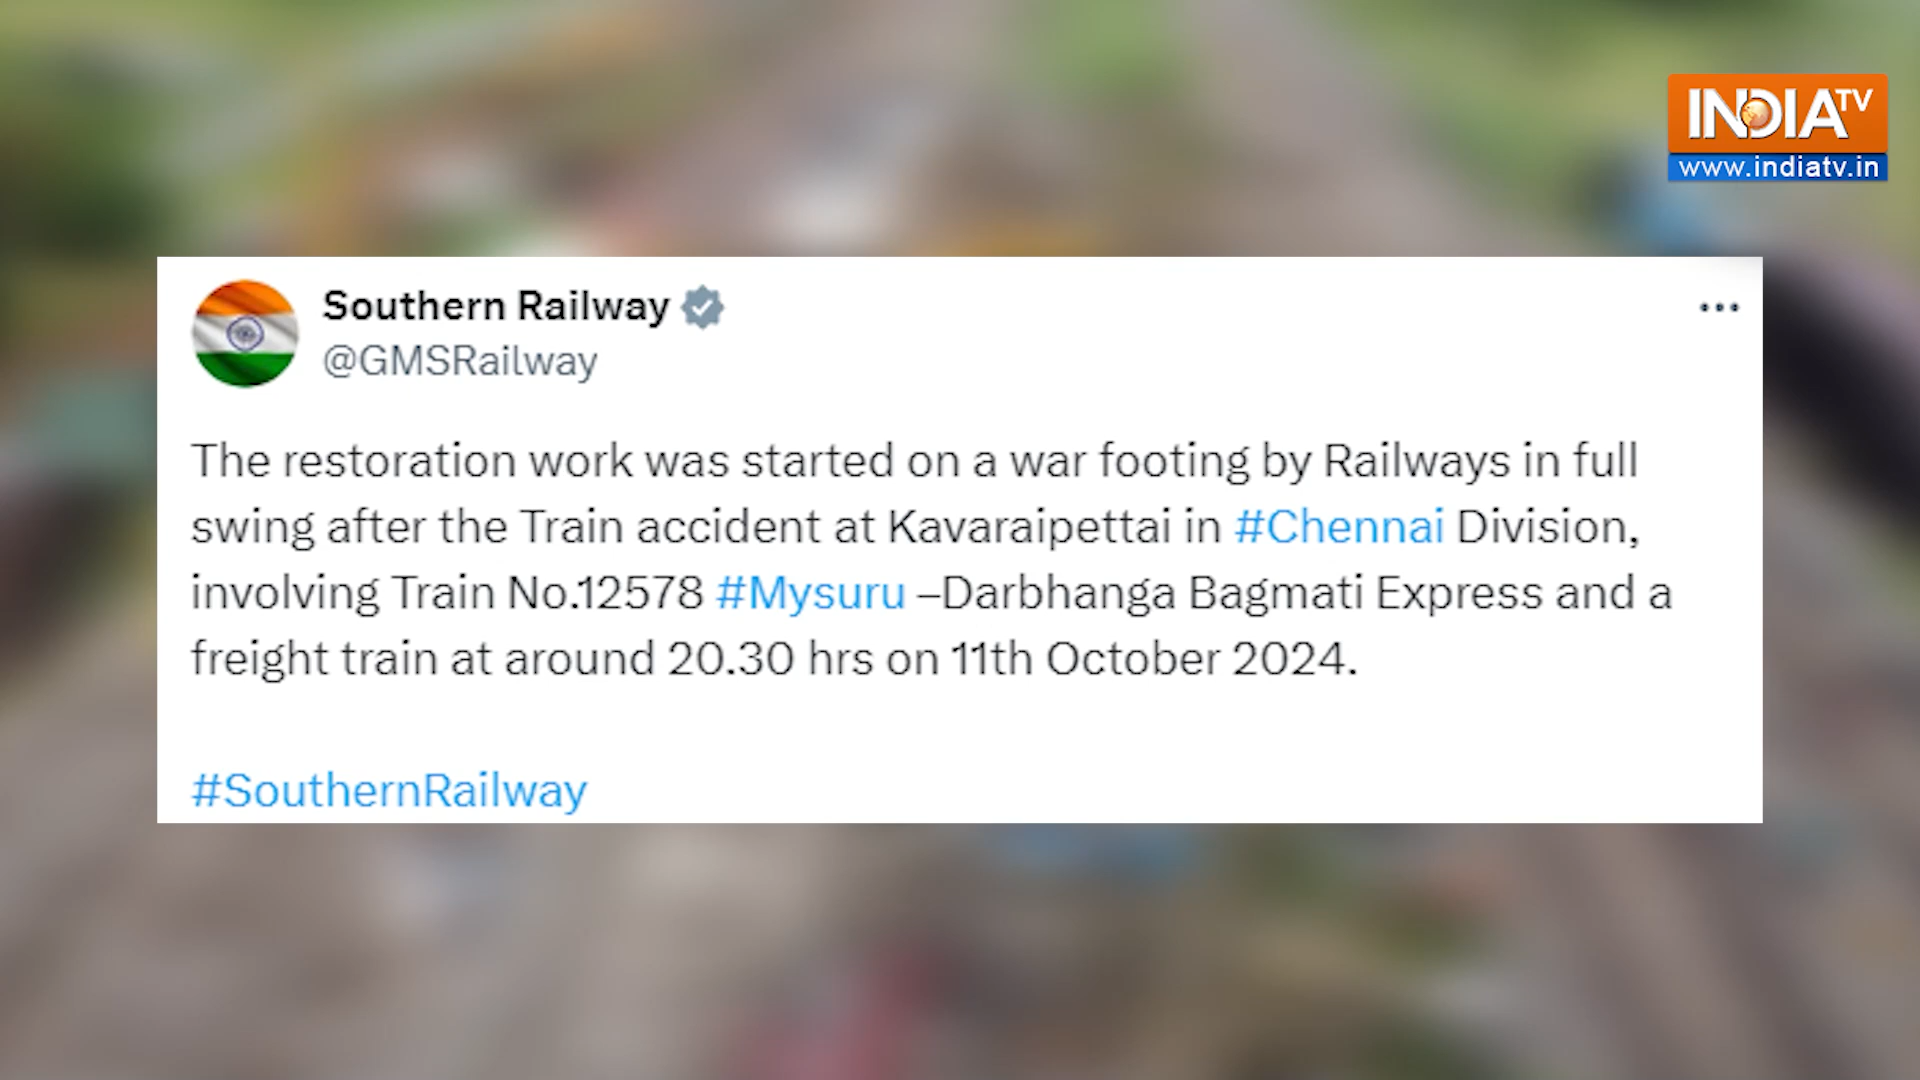 INDIA TV
www.indiatv.in
Southern Railway
@GMSRailway
The restoration work was started on a war footing by Railways in full
swing after the Train accident at Kavaraipettai in #Chennai Division,
involving Train No.12578 #Mysuru –Darbhanga Bagmati Express and a
freight train at around 20.30 hrs on 11th October 2024.
#SouthernRailway